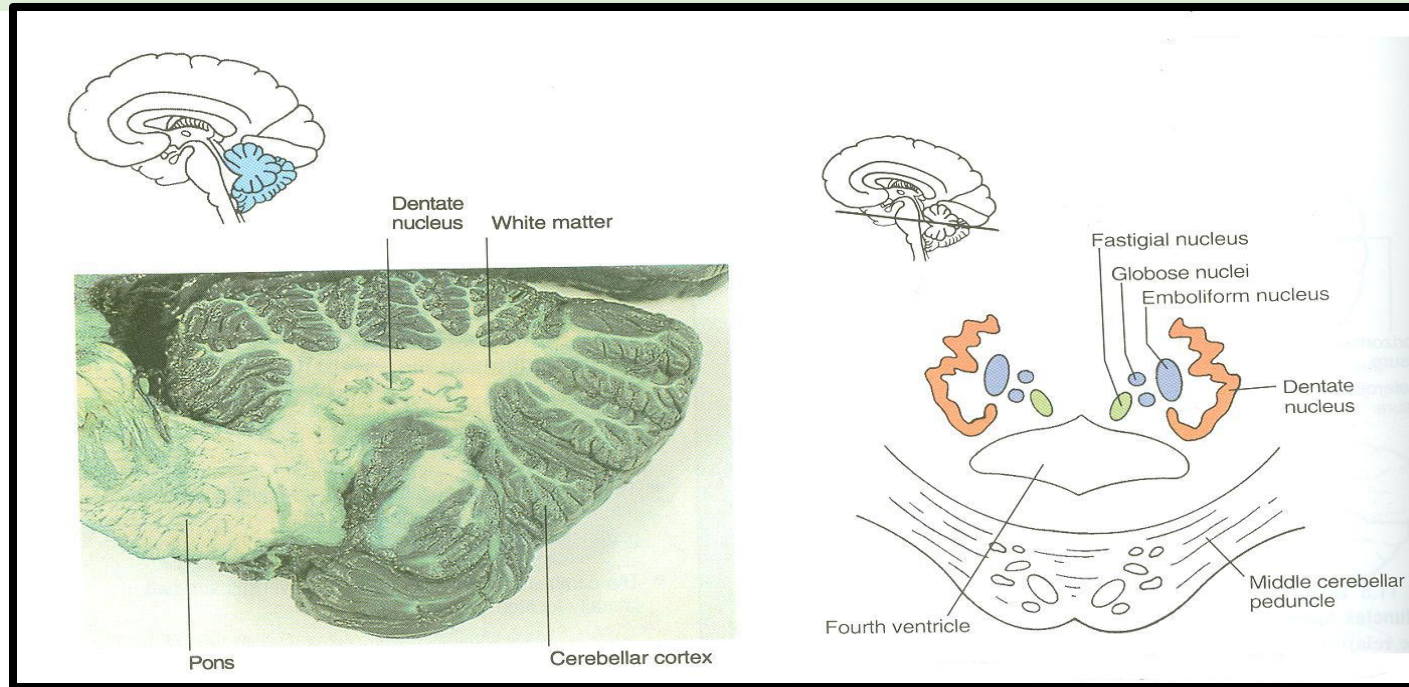 Dentate
nucleus
White matter
Pons
Cerebellar cortex
Fastigial nucleus
Globose nuclei
Emboliform nucleus
Dentate
nucleus
Middle cerebellar
peduncle
Fourth ventricle